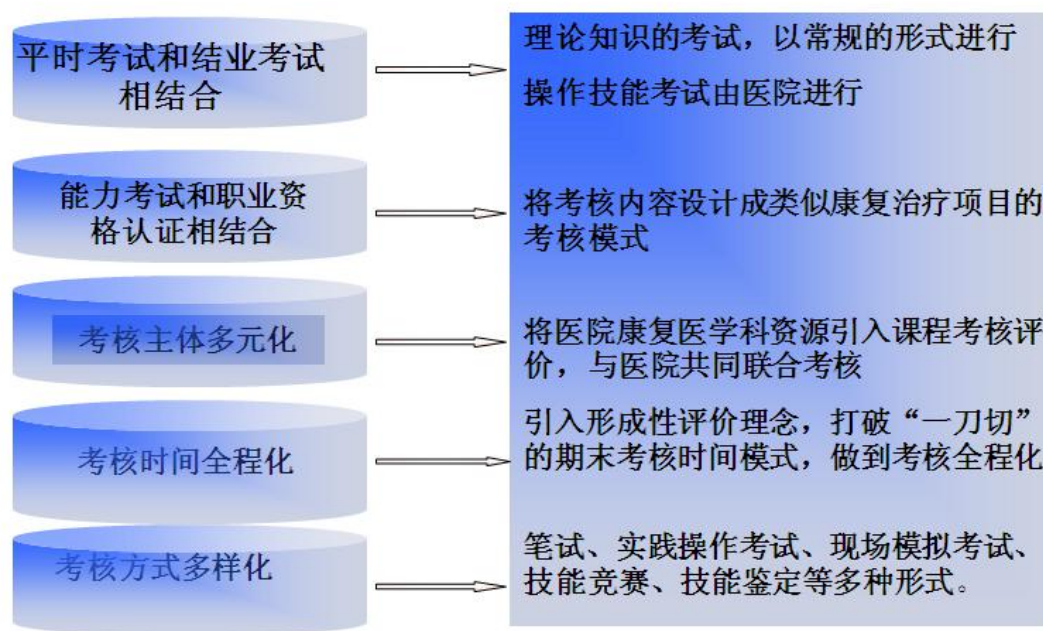 平时考试和结业考试
相结合
理论知识的考试，以常规的形式进行
操作技能考试由医院进行
能力考试和职业资
格认证相结合
将考核内容设计成类似康复治疗项目的
考核模式
考核主体多元化
将医院康复医学科资源引入课程考核评
价，与医院共同联合考核
考核时间全程化
引入形成性评价理念，打破“一刀切”
的期末考核时间模式，做到考核全程化
考核方式多样化
笔试、实践操作考试、现场模拟考试、
技能竞赛、技能鉴定等多种形式。